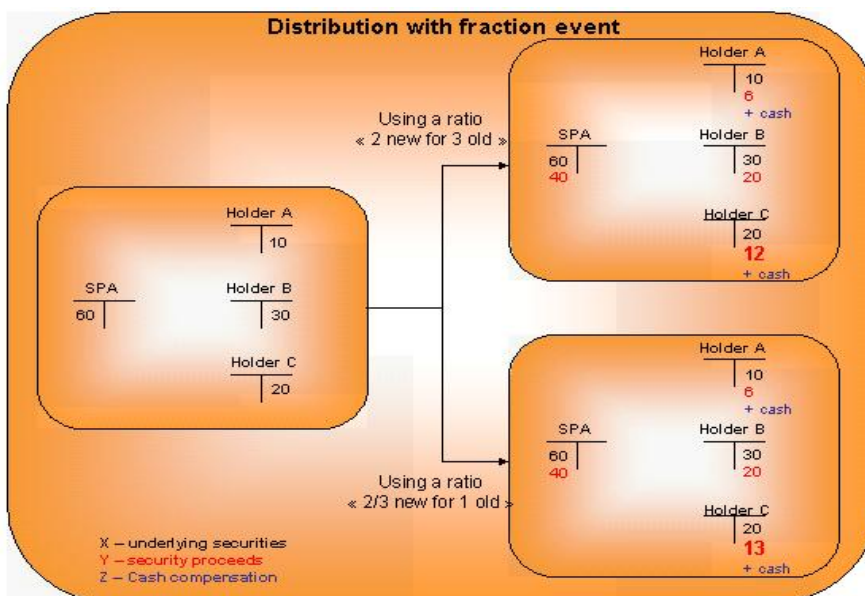 Distribution with fraction event
Holder A
10
SPA
60
Holder B
30
Holder C
20
Using a ratio
« 2 new for 3 old »
Holder A
10
6
+ cash
SPA
60
40
Holder B
30
20
Holder C
20
12
+ cash
Using a ratio
« 2/3 new for 1 old »
Holder A
10
6
+ cash
SPA
60
40
Holder B
30
20
Holder C
20
13
+ cash
X – underlying securities
Y – security proceeds
Z – Cash compensation